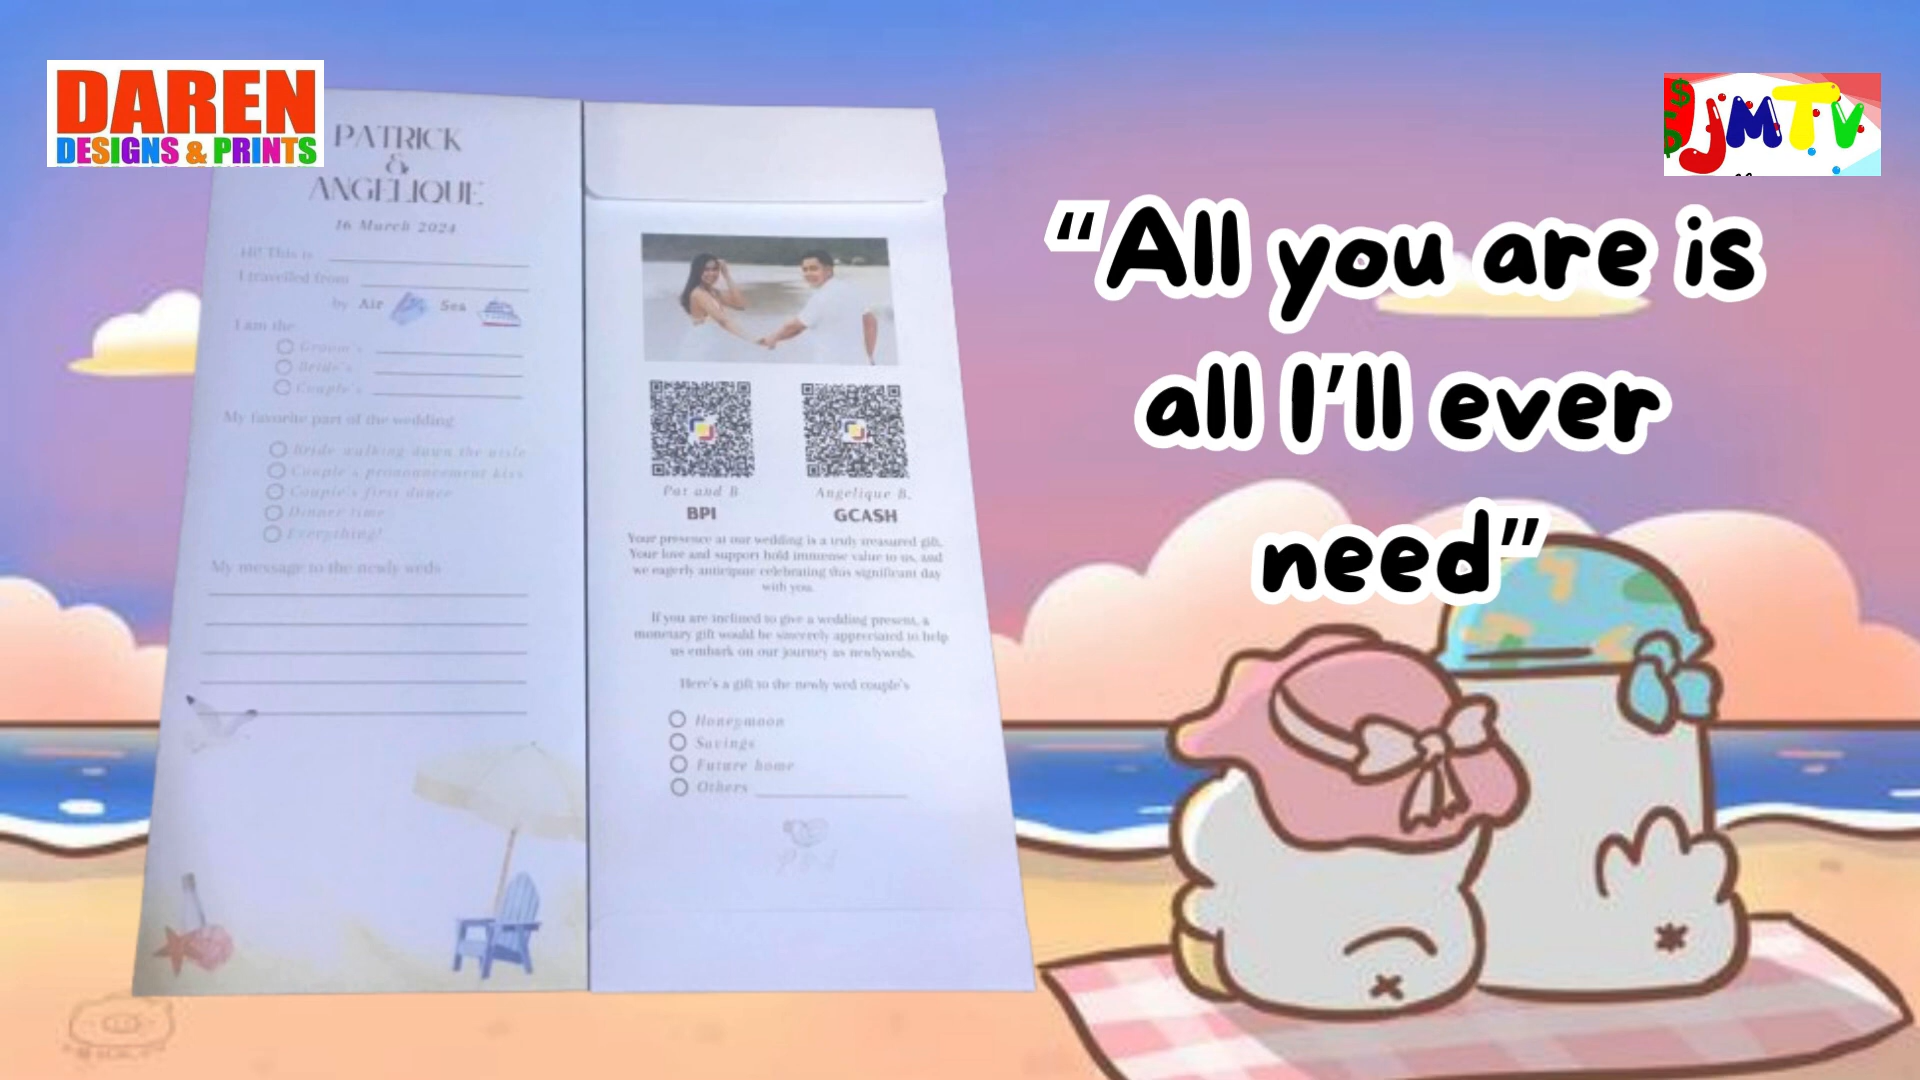 DAREN
DESIGNS & PRINTS
JMTV
PATRICK
&
ANGELIQUE
16 March 2024
Hi! This is
I travelled from
by Air Sea
I am the
Groom's
Bride's
Couple's
My favorite part of the wedding
Bride walking down the aisle
Couple's pronouncement kiss
Couple's first dance
Dinner time
Everything!
My message to the newly weds
Pat and B
BPI
Angelique B.
GCASH
Your presence at our wedding is a truly treasured gift.
Your love and support hold immense value to us, and
we eagerly anticipate celebrating this significant day
with you.
If you are inclined to give a wedding present, a
monetary gift would be sincerely appreciated to help
us embark on our journey as newlyweds.
Here's a gift to the newly wed couple's
Honeymoon
Savings
Future home
Others
"All you are is
all I'll ever
need"